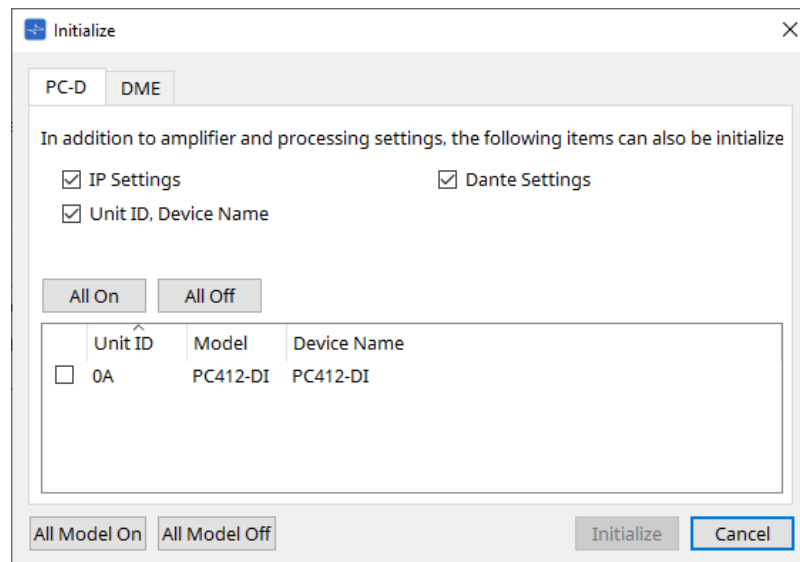 Initialize
PC-D DME
In addition to amplifier and processing settings, the following items can also be initialize
IP Settings Dante Settings
Unit ID, Device Name
All On All Off
Unit ID Model Device Name
0A PC412-DI PC412-DI
All Model On All Model Off Initialize Cancel